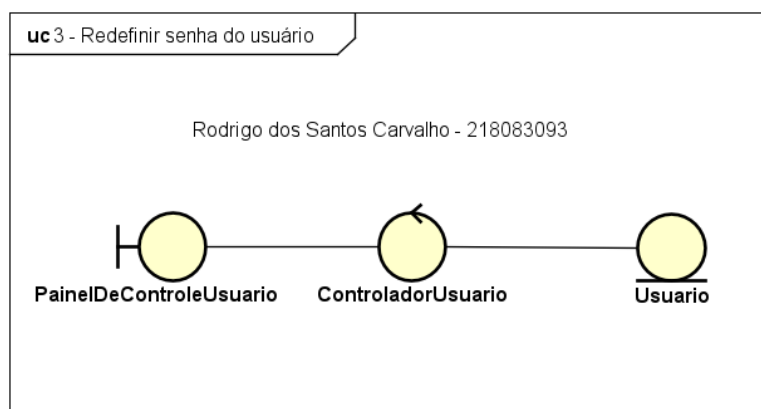 uc 3 - Redefinir senha do usuário
Rodrigo dos Santos Carvalho - 218083093
PainelDeControleUsuario
ControladorUsuario
Usuario